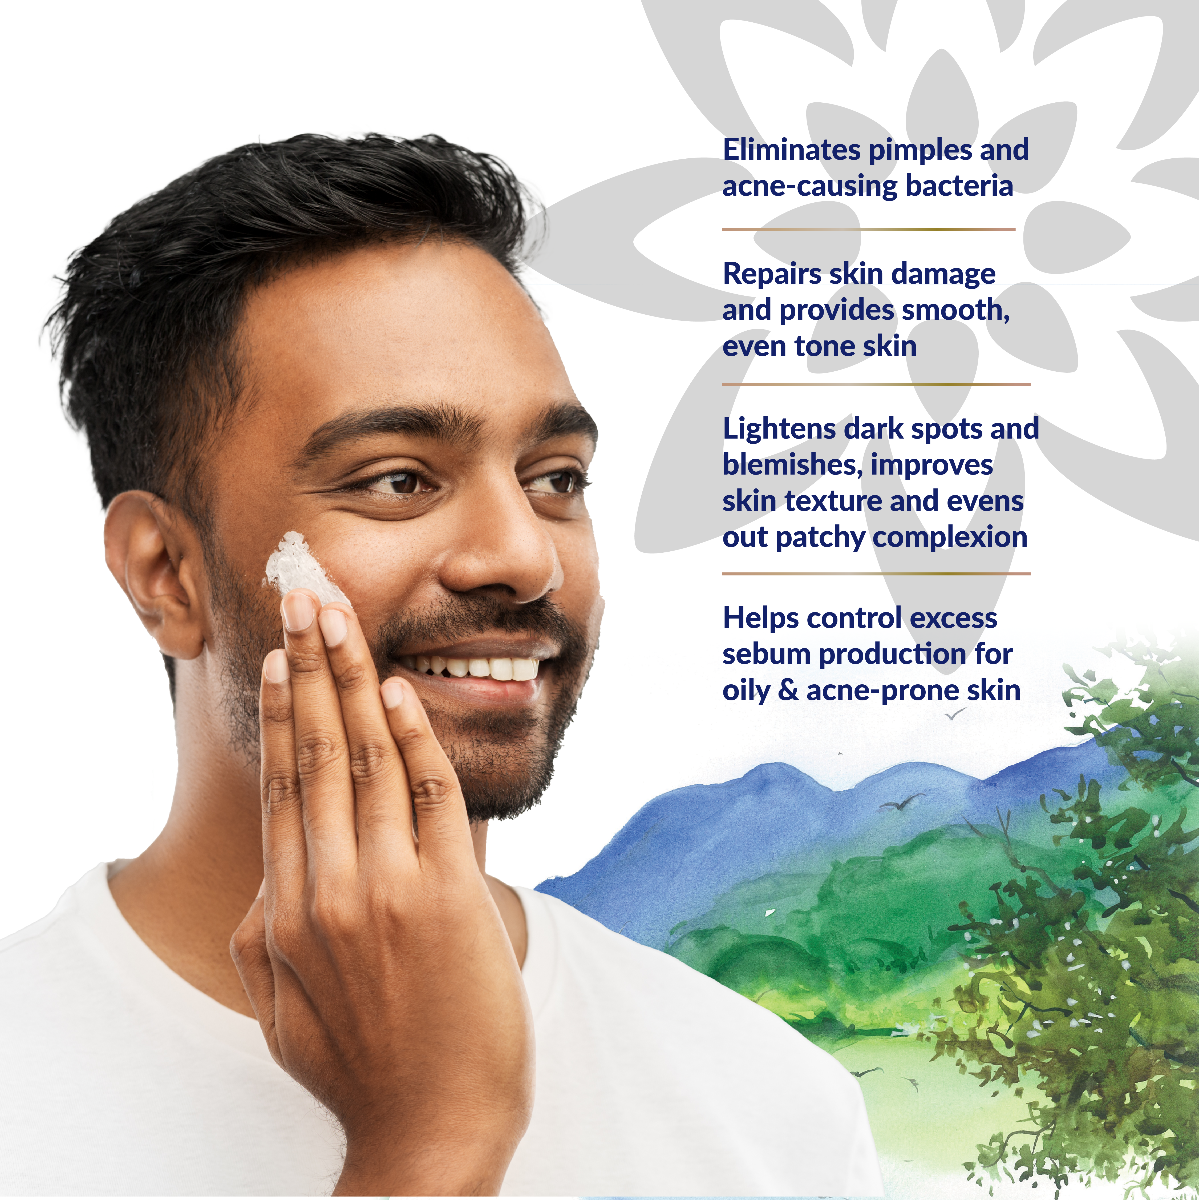 Eliminates pimples and
acne-causing bacteria
Repairs skin damage
and provides smooth,
even tone skin
Lightens dark spots and
blemishes, improves
skin texture and evens
out patchy complexion
Helps control excess
sebum production for
oily & acne-prone skin